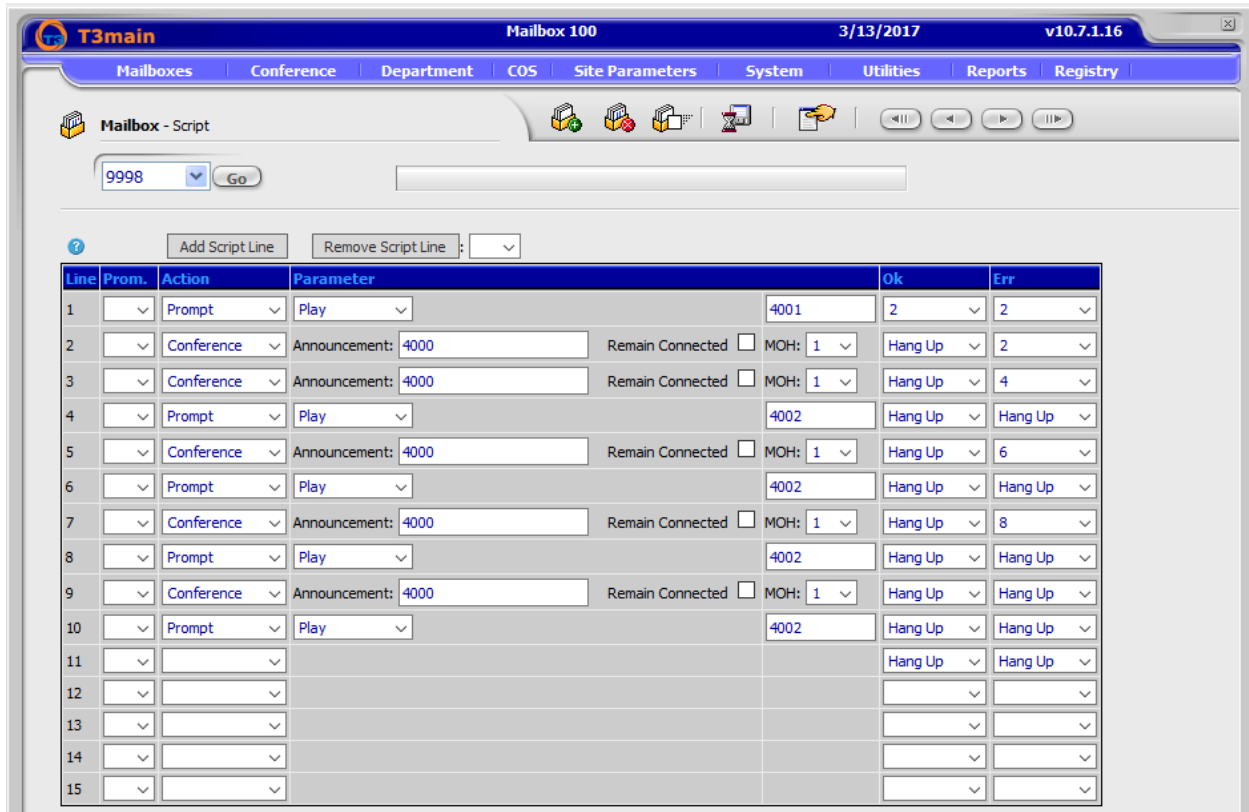 T3 T3main Mailbox 100 3/13/2017 v10.7.1.16
Mailboxes Conference Department COS Site Parameters System Utilities Reports Registry
Mailbox - Script
9998 Go
Add Script Line Remove Script Line :
Line Prom. Action Parameter Ok Err
1 Prompt Play 4001 2 2
2 Conference Announcement: 4000 Remain Connected MOH: 1 Hang Up 2
3 Conference Announcement: 4000 Remain Connected MOH: 1 Hang Up 4
4 Prompt Play 4002 Hang Up Hang Up
5 Conference Announcement: 4000 Remain Connected MOH: 1 Hang Up 6
6 Prompt Play 4002 Hang Up Hang Up
7 Conference Announcement: 4000 Remain Connected MOH: 1 Hang Up 8
8 Prompt Play 4002 Hang Up Hang Up
9 Conference Announcement: 4000 Remain Connected MOH: 1 Hang Up Hang Up
10 Prompt Play 4002 Hang Up Hang Up
11 Hang Up Hang Up
12
13
14
15